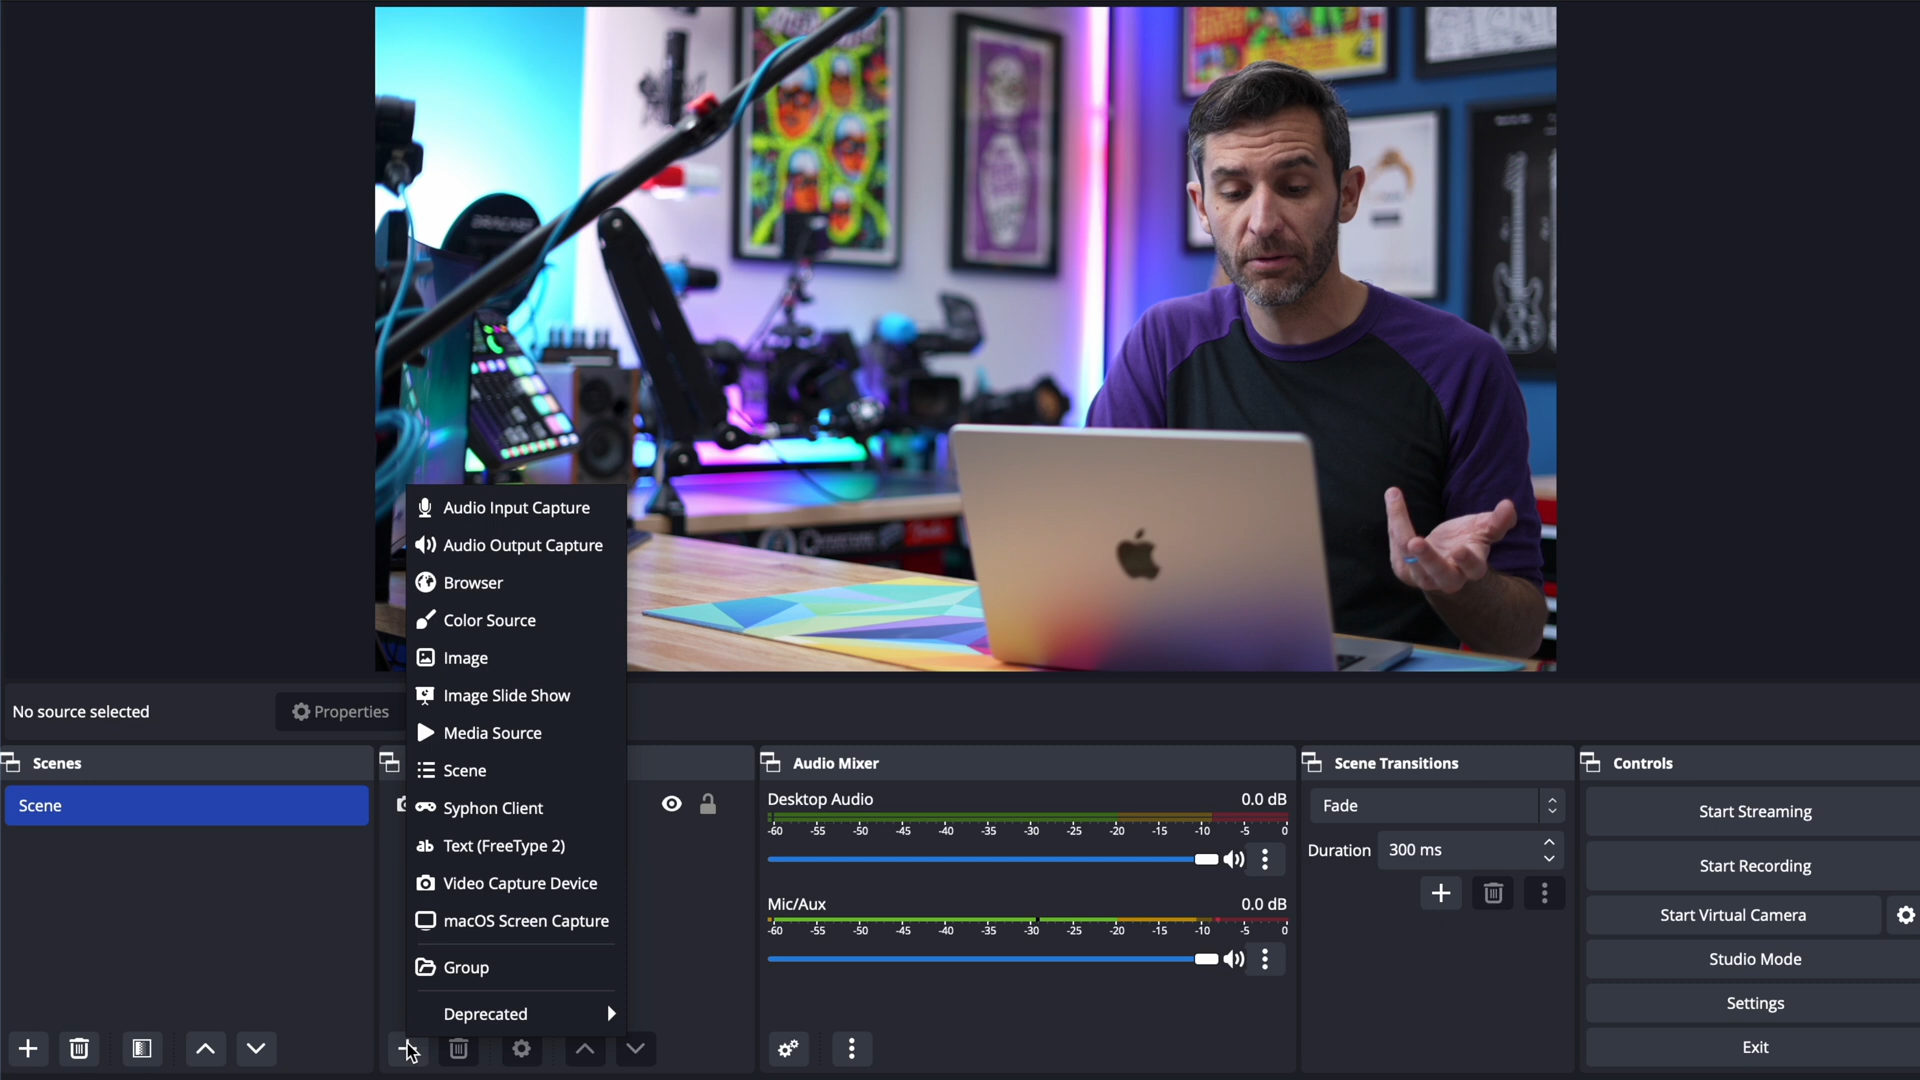 DRACAST
Audio Input Capture
Audio Output Capture
Browser
Color Source
Image
Image Slide Show
Media Source
Scene
Syphon Client
ab Text (FreeType 2)
Video Capture Device
macOS Screen Capture
Group
Deprecated
No source selected
Properties
Scenes
Scene
Audio Mixer
Desktop Audio 0.0 dB
-60 -55 -50 -45 -40 -35 -30 -25 -20 -15 -10 -5 0
Mic/Aux 0.0 dB
-60 -55 -50 -45 -40 -35 -30 -25 -20 -15 -10 -5 0
Scene Transitions
Fade
Duration 300 ms
Controls
Start Streaming
Start Recording
Start Virtual Camera
Studio Mode
Settings
Exit